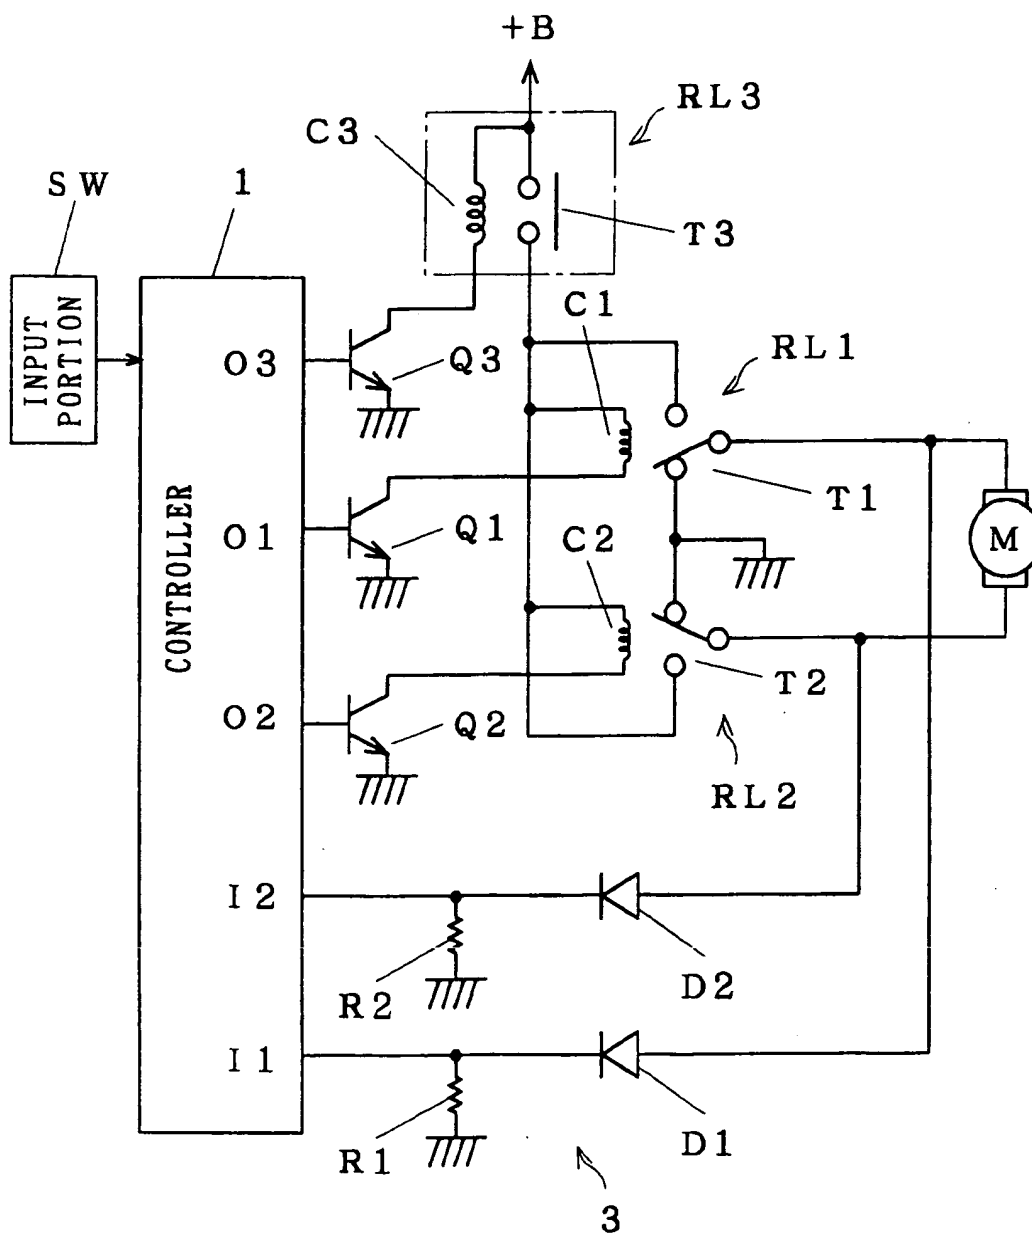 +B
RL3
C3
SW
1
T3
C1
INPUT
PORTION
O3
Q3
RL1
CONTROLLER
O1
Q1
T1
C2
M
O2
Q2
T2
RL2
I2
R2
D2
I1
R1
D1
3